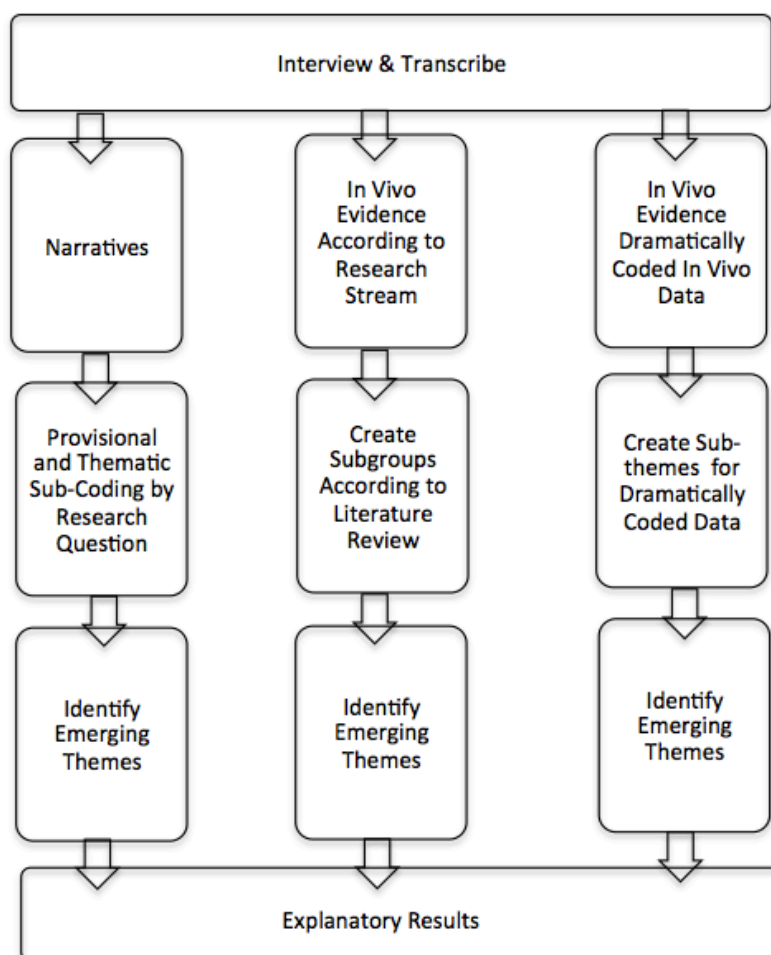 Interview & Transcribe
Narratives
In Vivo
Evidence
According to
Research
Stream
In Vivo
Evidence
Dramatically
Coded In Vivo
Data
Provisional
and Thematic
Sub-Coding by
Research
Question
Create
Subgroups
According to
Literature
Review
Create Sub-
themes for
Dramatically
Coded Data
Identify
Emerging
Themes
Identify
Emerging
Themes
Identify
Emerging
Themes
Explanatory Results